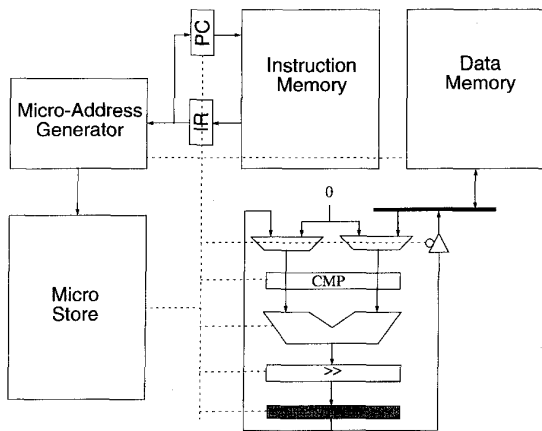 PC
Instruction
Memory
Data
Memory
Micro-Address
Generator
IR
0
Micro
Store
CMP
>>